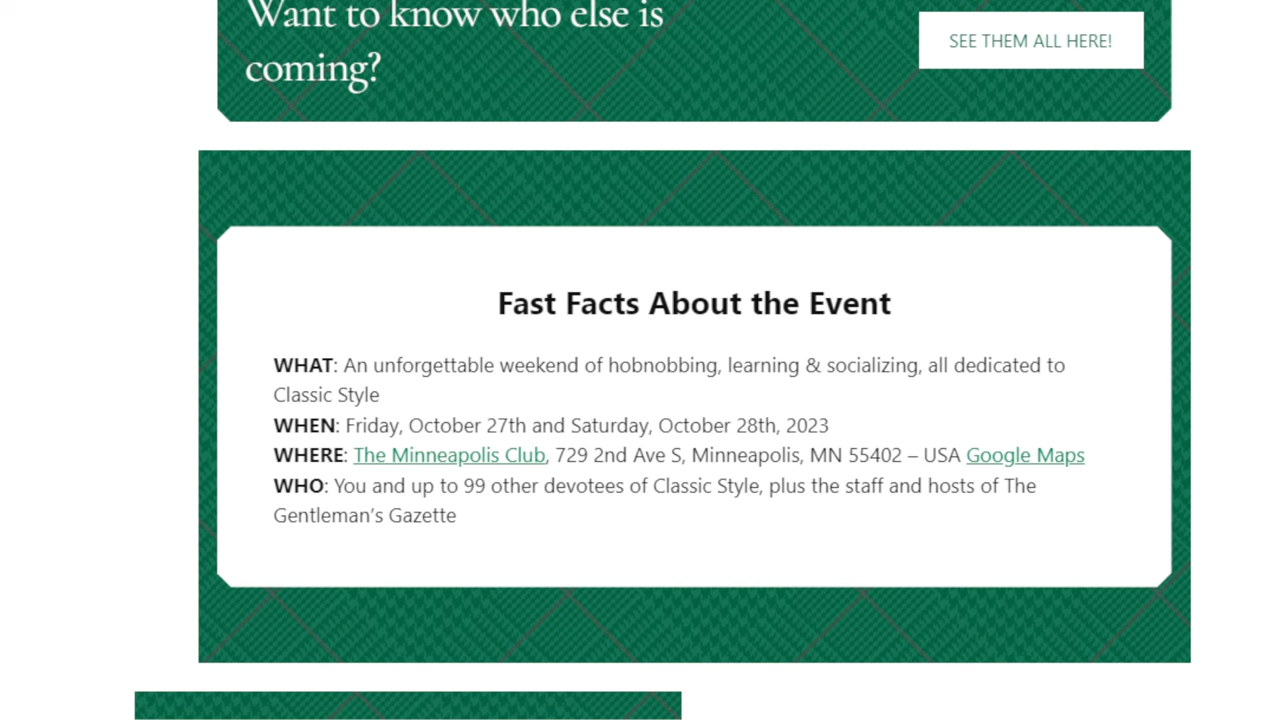 Want to know who else is
coming?
SEE THEM ALL HERE!
Fast Facts About the Event
WHAT: An unforgettable weekend of hobnobbing, learning & socializing, all dedicated to
Classic Style
WHEN: Friday, October 27th and Saturday, October 28th, 2023
WHERE: The Minneapolis Club, 729 2nd Ave S, Minneapolis, MN 55402 – USA Google Maps
WHO: You and up to 99 other devotees of Classic Style, plus the staff and hosts of The
Gentleman’s Gazette